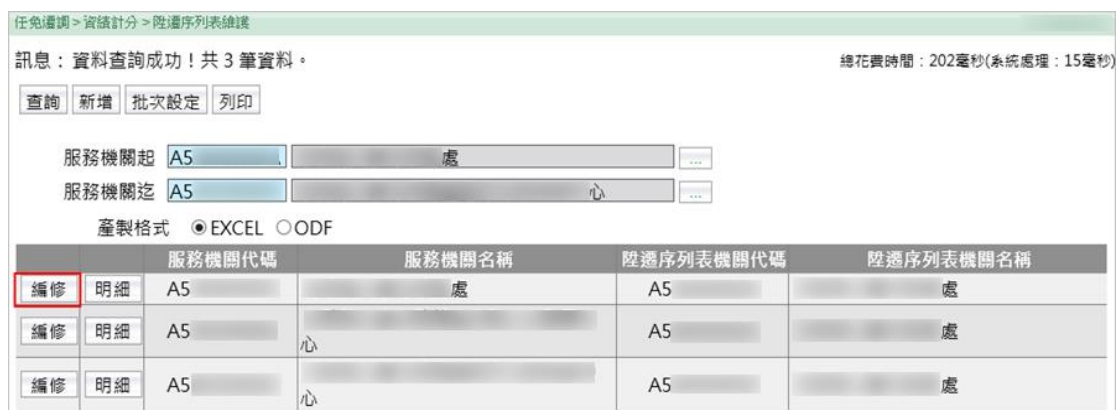 任免遷調>資績計分>陞遷序列表維護
訊息：資料查詢成功！共 3 筆資料。
總花費時間：202毫秒(系統處理：15毫秒)
查詢 新增 批次設定 列印
服務機關起 A5 處 ...
服務機關迄 A5 心 ...
產製格式 EXCEL ODF
服務機關代碼 服務機關名稱 陞遷序列表機關代碼 陞遷序列表機關名稱
編修 明細 A5 處 A5 處
編修 明細 A5 心 A5 處
編修 明細 A5 心 A5 處